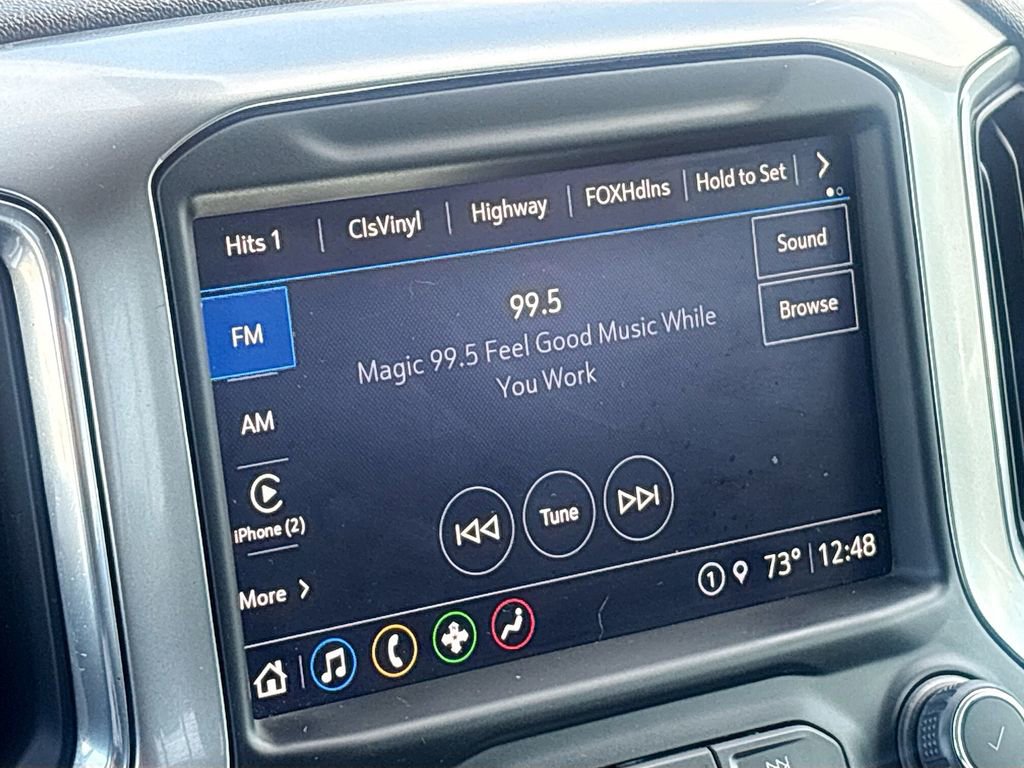 Hits 1 | ClsVinyl | Highway | FOXHdlns | Hold to Set |
Sound
FM
99.5
Browse
Magic 99.5 Feel Good Music While
You Work
AM
iPhone (2)
Tune
More
1 73° | 12:48